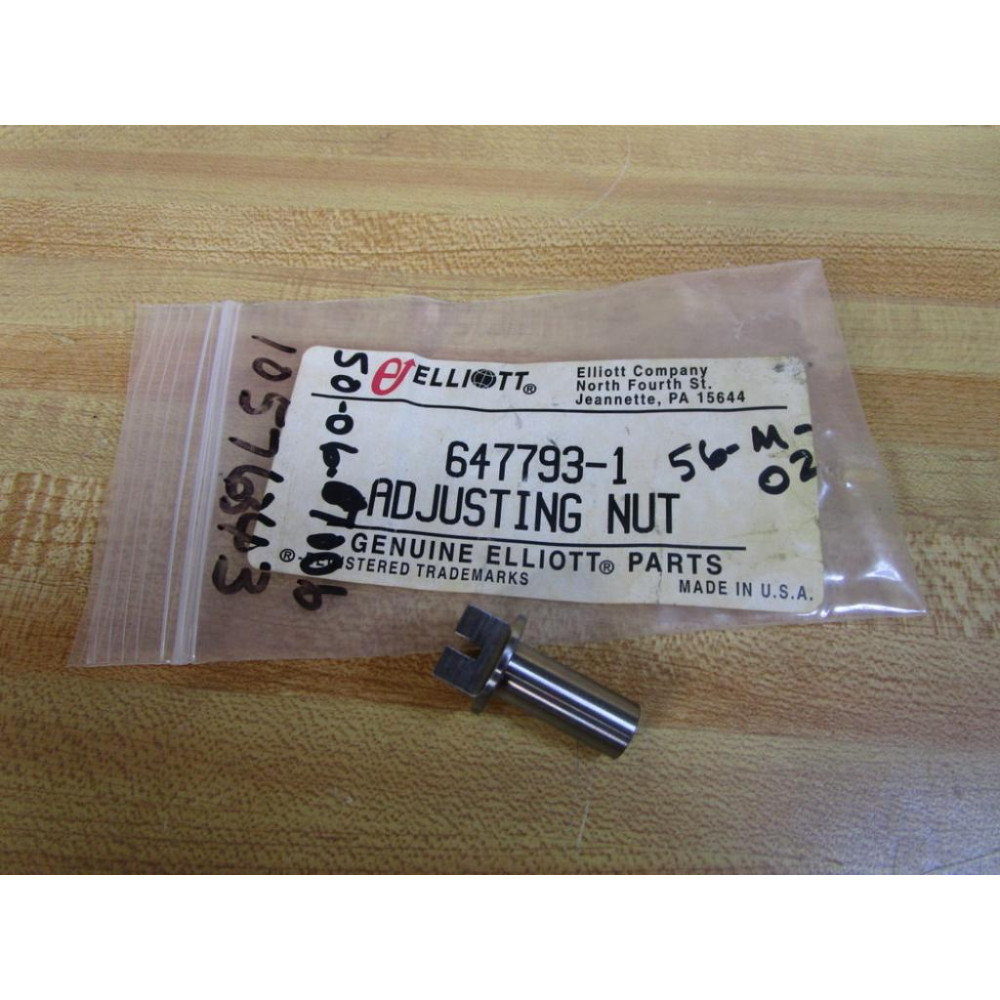 ELLIOTT®
Elliott Company
North Fourth St.
Jeannette, PA 15644
647793-1
56-M-
02
ADJUSTING NUT
GENUINE ELLIOTT® PARTS
® REGISTERED TRADEMARKS
MADE IN U.S.A.